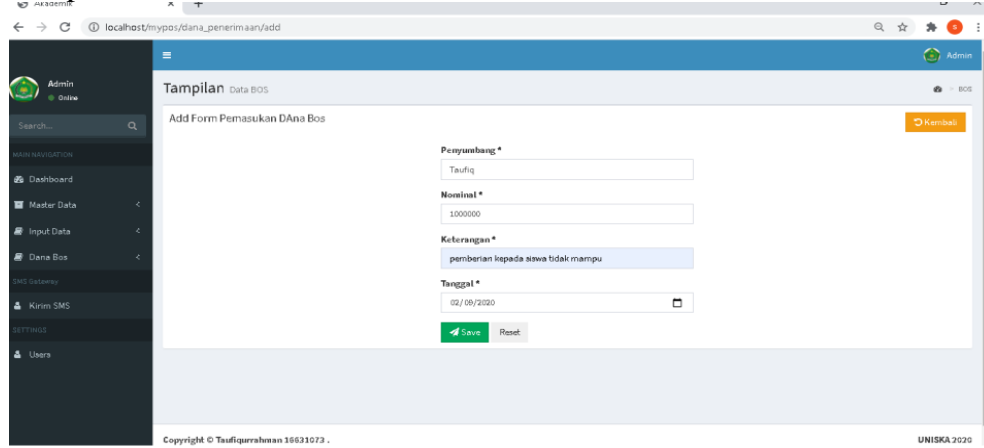 Akademik
localhost/mypos/dana_penerimaan/add
S
Admin
Admin
Online
Tampilan Data BOS
> BOS
Search...
Add Form Pemasukan DAna Bos
Kembali
MAIN NAVIGATION
Dashboard
Master Data
Input Data
Dana Bos
SMS Gateway
Kirim SMS
SETTINGS
Users
Penyumbang *
Taufiq
Nominal *
1000000
Keterangan *
pemberian kepada siswa tidak mampu
Tanggal *
02/09/2020
Save
Reset
Copyright © Taufiqurrahman 16631073 .
UNISKA 2020